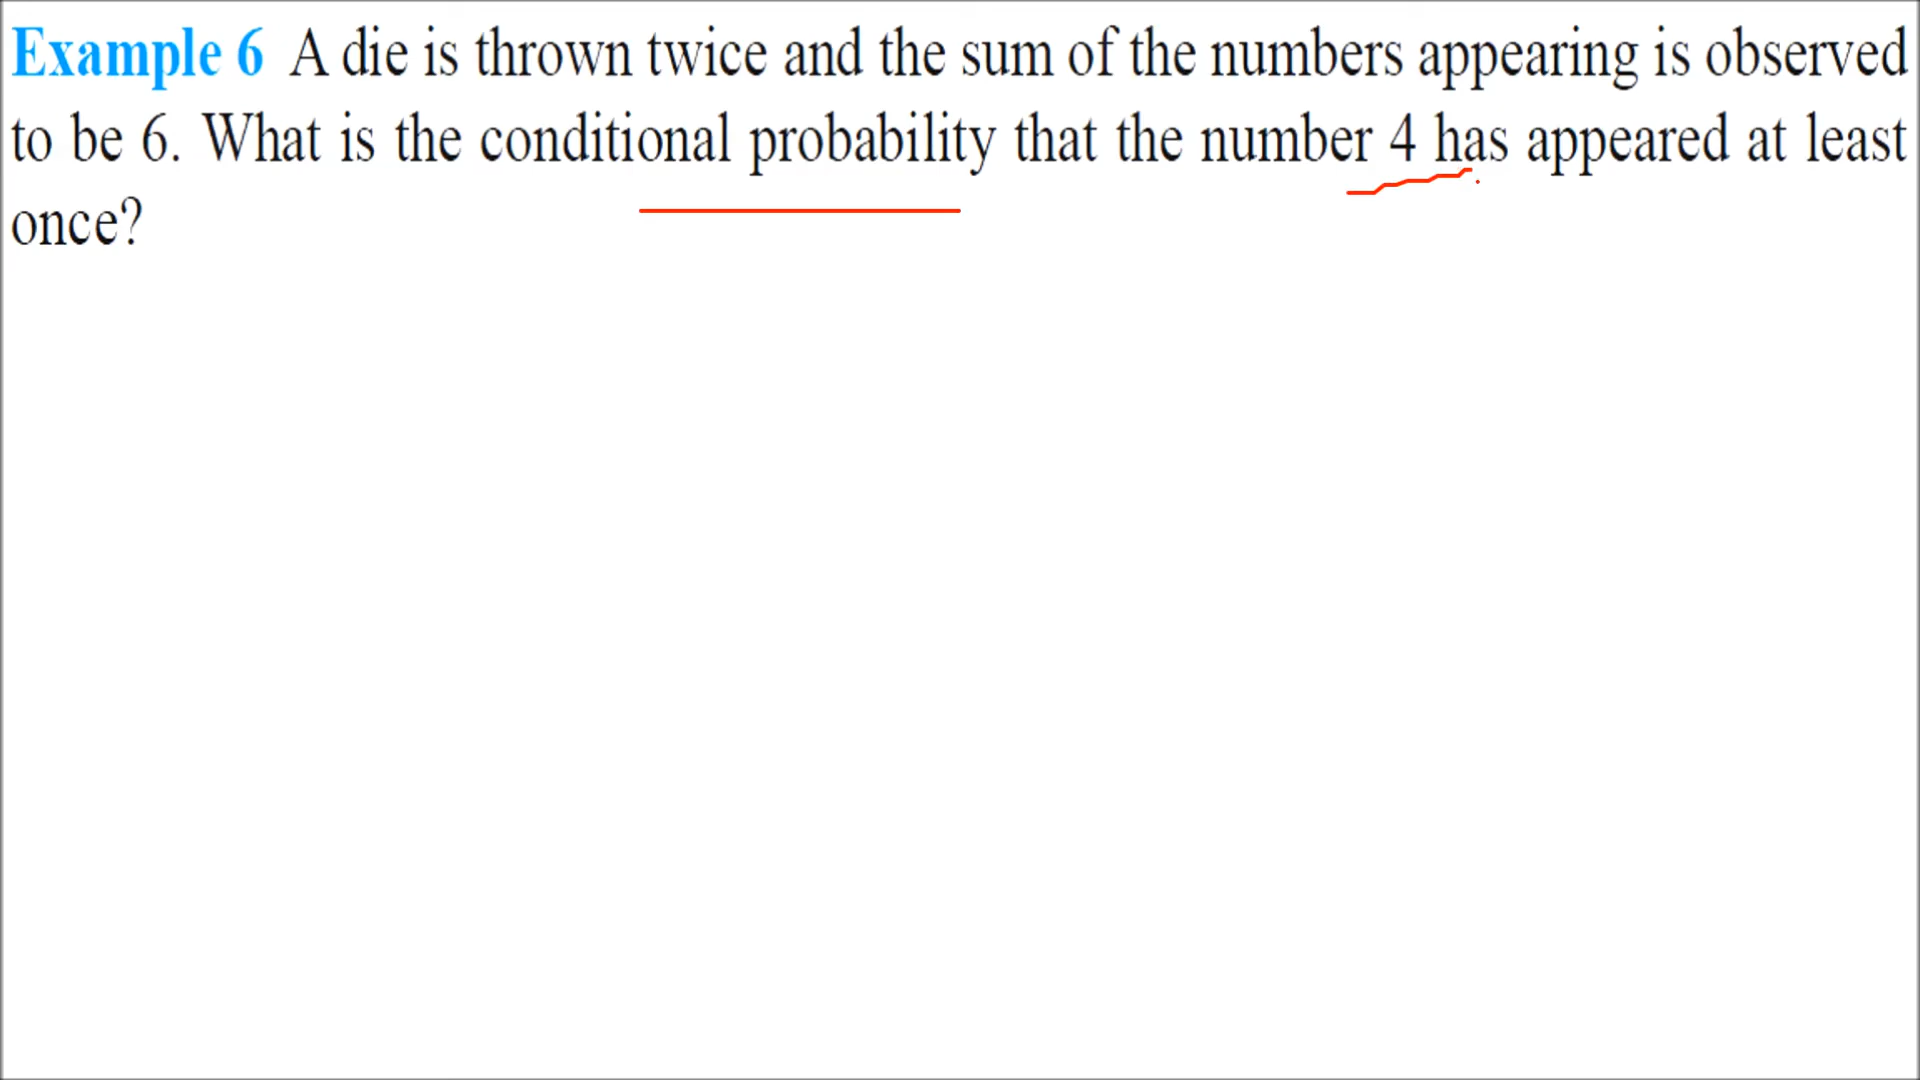 Example 6 A die is thrown twice and the sum of the numbers appearing is observed
to be 6. What is the conditional probability that the number 4 has appeared at least
once?